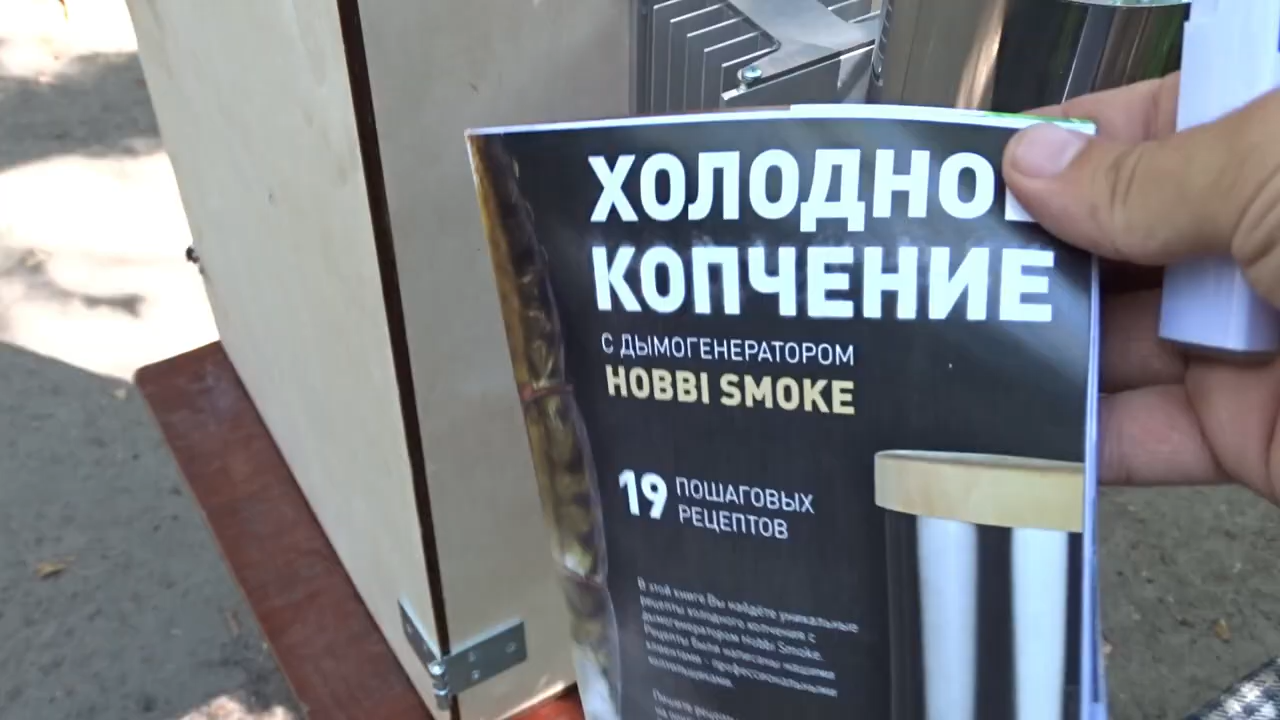 ХОЛОДНО
КОПЧЕНИЕ
С ДЫМОГЕНЕРАТОРОМ
HOBBI SMOKE
19 ПОШАГОВЫХ
РЕЦЕПТОВ
В этой книге Вы найдёте уникальные
рецепты холодного копчения с
дымогенератором Hobbi Smoke.
Рецепты были написаны нашими
клиентами - профессиональными
коптильщиками.